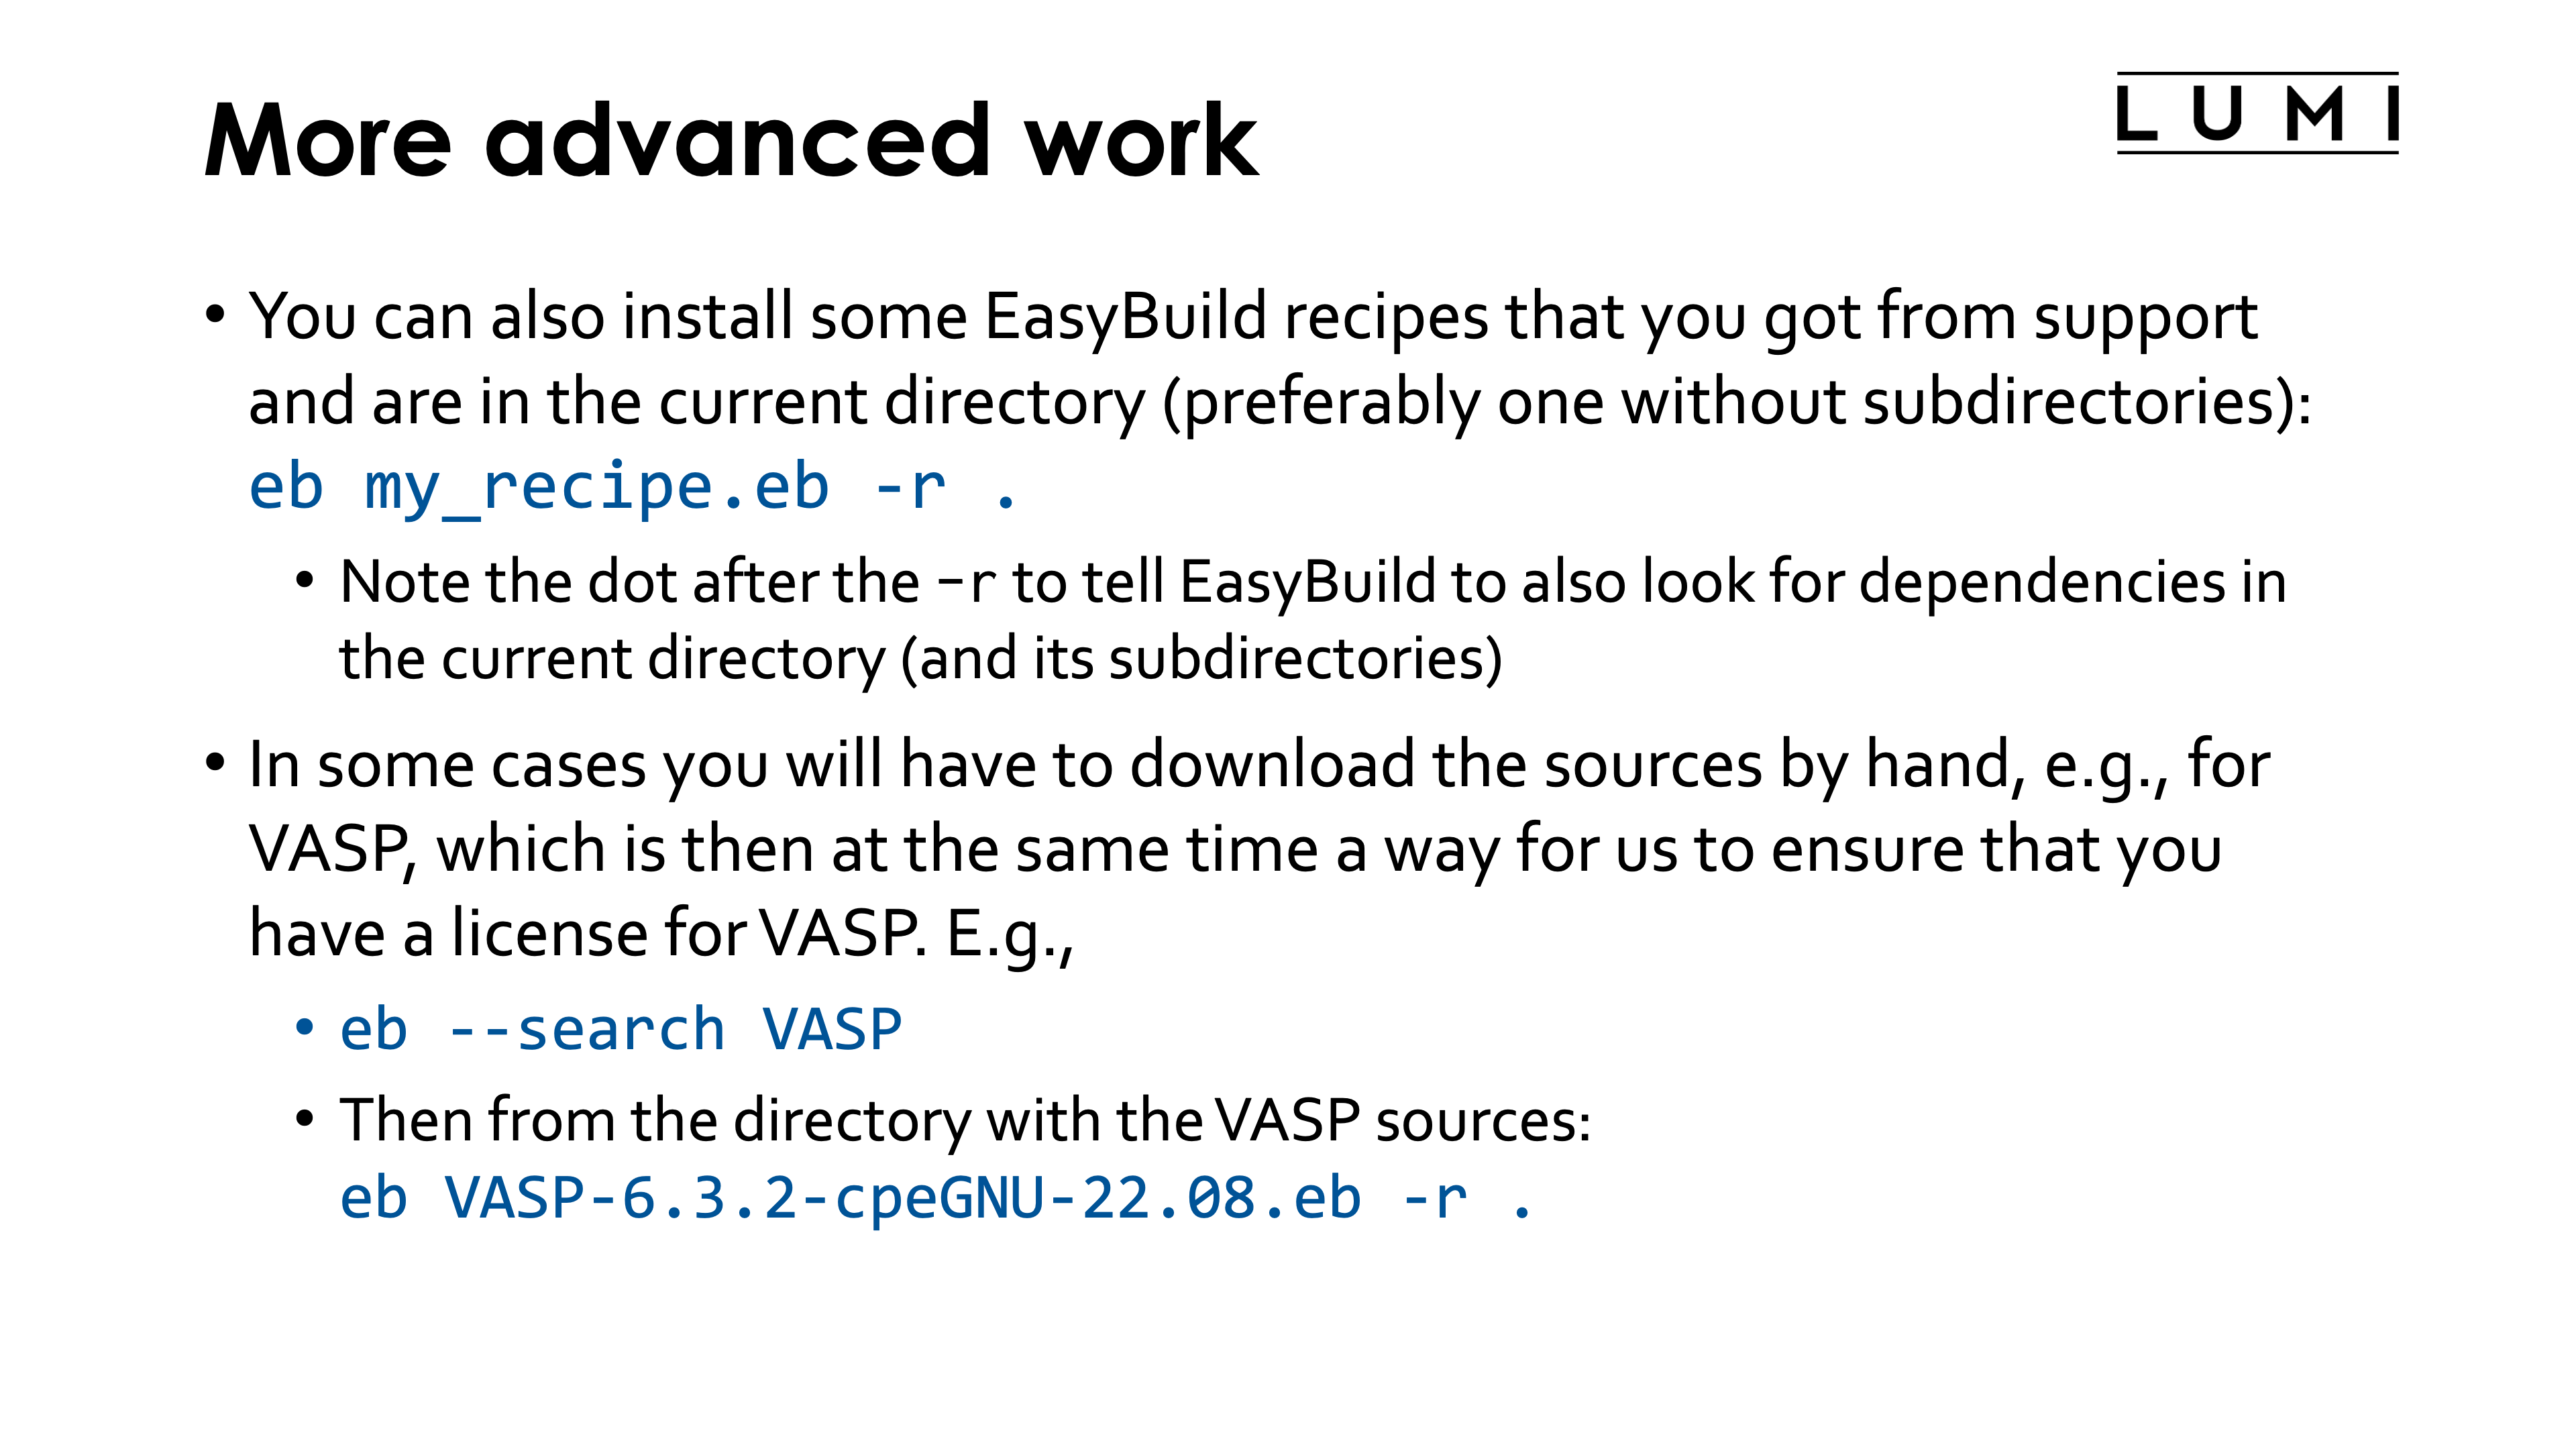 More advanced work
LUMI
• You can also install some EasyBuild recipes that you got from support
and are in the current directory (preferably one without subdirectories):
eb my_recipe.eb -r .
• Note the dot after the -r to tell EasyBuild to also look for dependencies in
the current directory (and its subdirectories)
• In some cases you will have to download the sources by hand, e.g., for
VASP, which is then at the same time a way for us to ensure that you
have a license for VASP. E.g.,
• eb --search VASP
• Then from the directory with the VASP sources:
eb VASP-6.3.2-cpeGNU-22.08.eb -r .